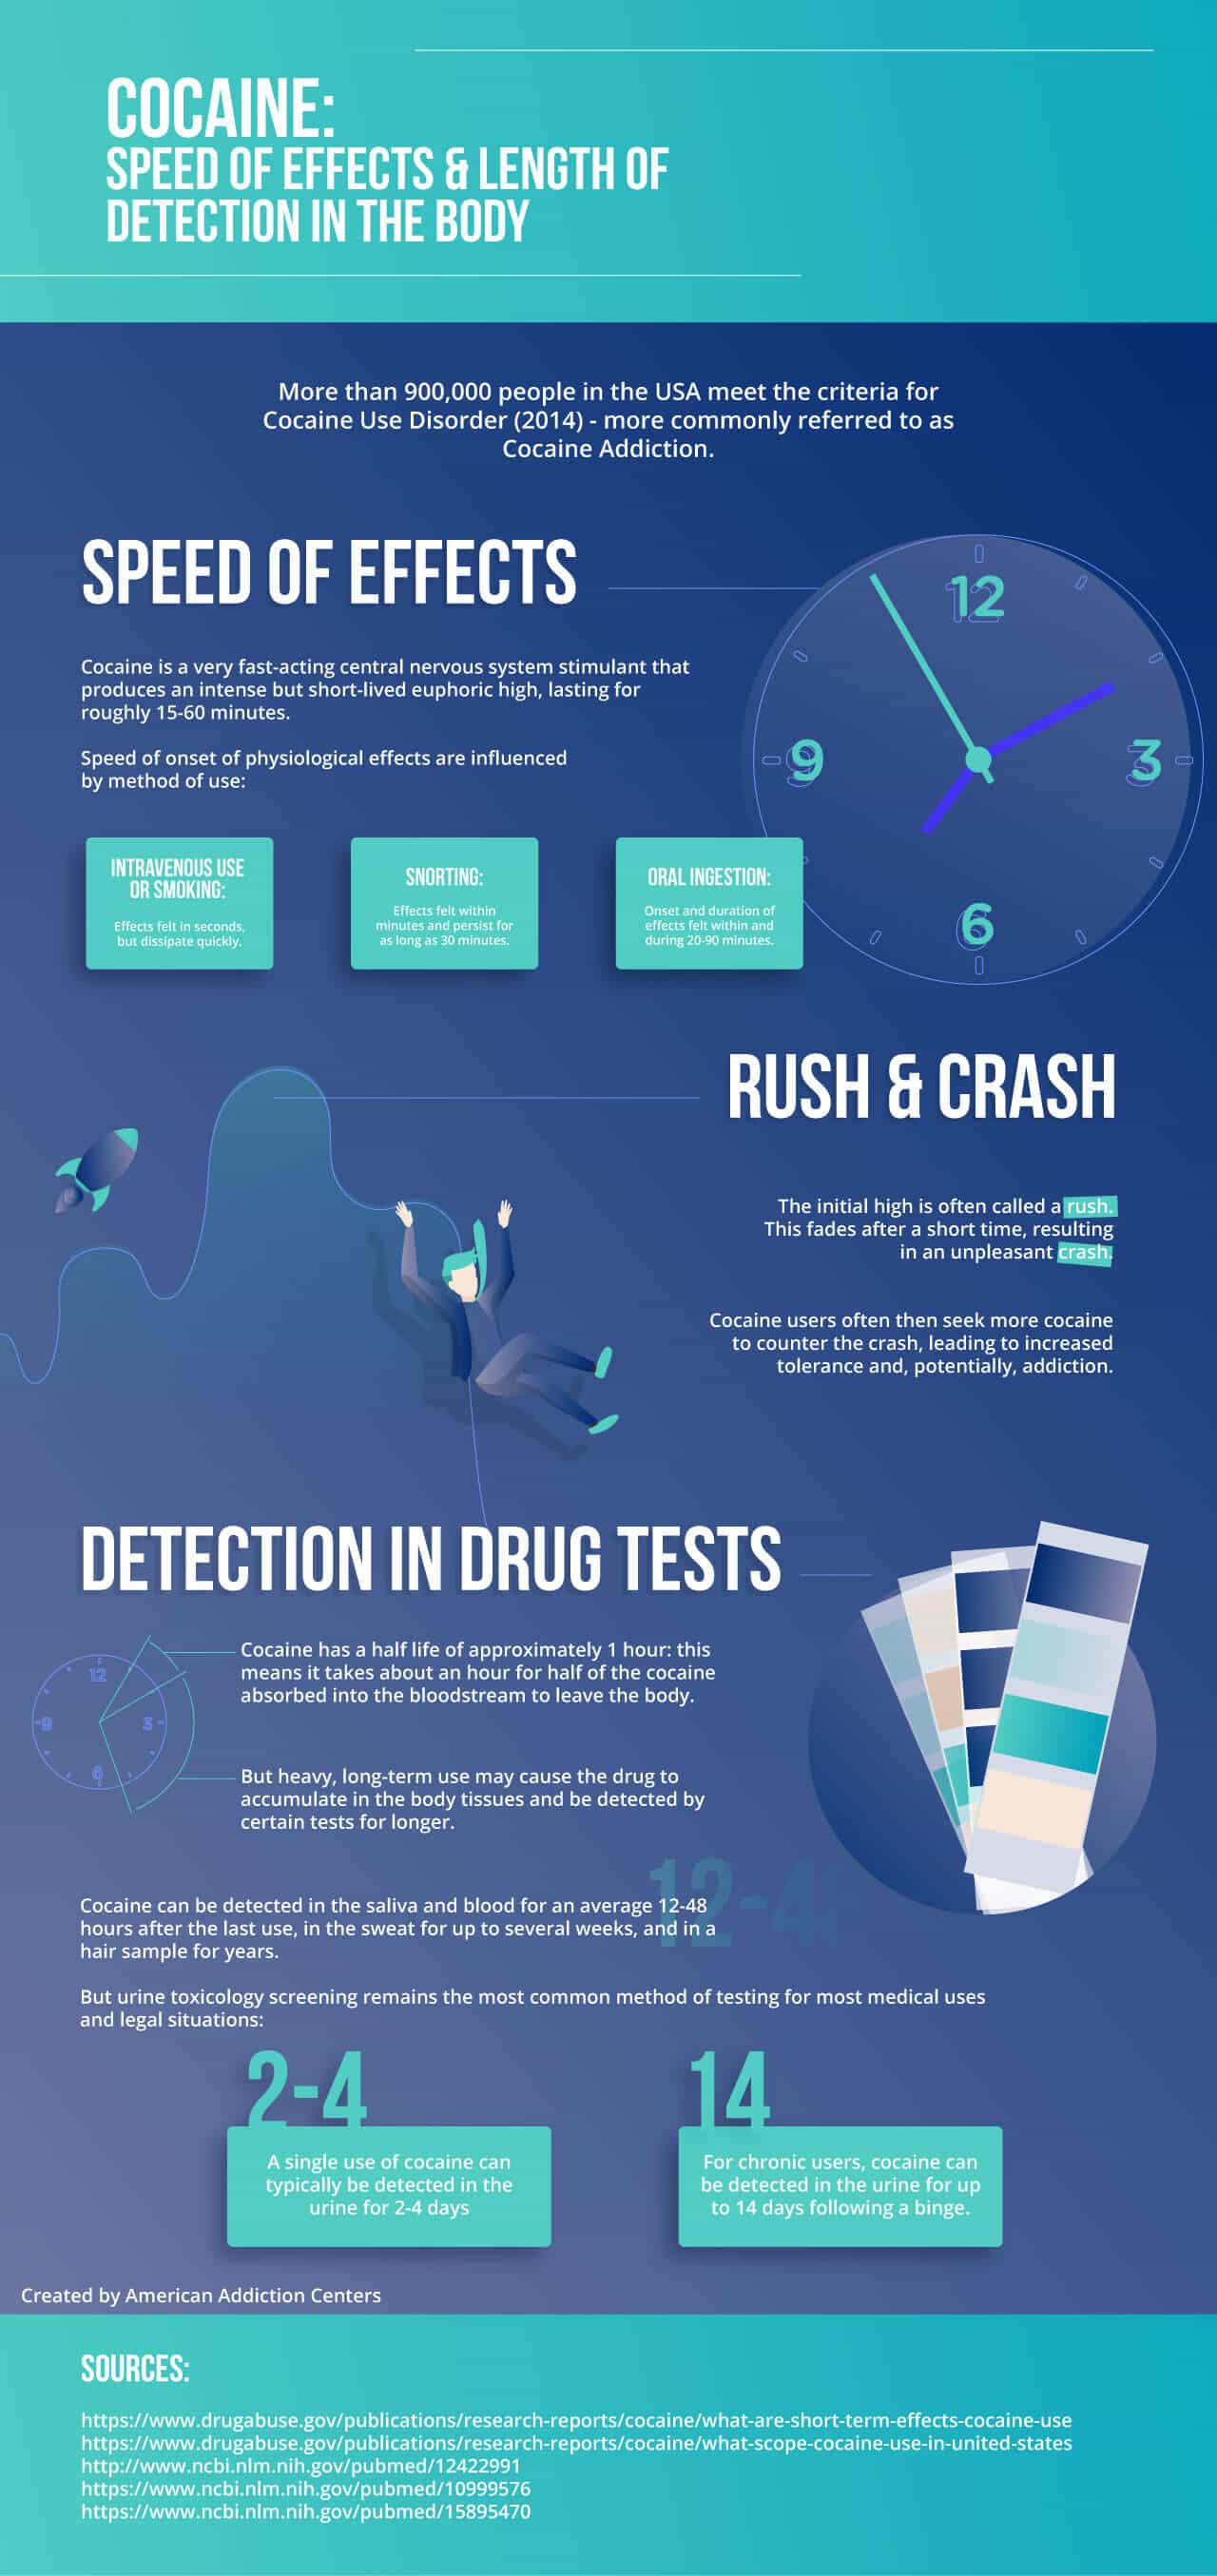 COCAINE:
SPEED OF EFFECTS & LENGTH OF
DETECTION IN THE BODY
More than 900,000 people in the USA meet the criteria for
Cocaine Use Disorder (2014) - more commonly referred to as
Cocaine Addiction.
SPEED OF EFFECTS
Cocaine is a very fast-acting central nervous system stimulant that
produces an intense but short-lived euphoric high, lasting for
roughly 15-60 minutes.
Speed of onset of physiological effects are influenced
by method of use:
12
9
3
6
INTRAVENOUS USE
OR SMOKING:
Effects felt in seconds,
but dissipate quickly.
SNORTING:
Effects felt within
minutes and persist for
as long as 30 minutes.
ORAL INGESTION:
Onset and duration of
effects felt within and
during 20-90 minutes.
RUSH & CRASH
The initial high is often called a rush.
This fades after a short time, resulting
in an unpleasant crash.
Cocaine users often then seek more cocaine
to counter the crash, leading to increased
tolerance and, potentially, addiction.
DETECTION IN DRUG TESTS
12
9
3
6
Cocaine has a half life of approximately 1 hour: this
means it takes about an hour for half of the cocaine
absorbed into the bloodstream to leave the body.
But heavy, long-term use may cause the drug to
accumulate in the body tissues and be detected by
certain tests for longer.
12-48
Cocaine can be detected in the saliva and blood for an average 12-48
hours after the last use, in the sweat for up to several weeks, and in a
hair sample for years.
But urine toxicology screening remains the most common method of testing for most medical uses
and legal situations:
2-4
A single use of cocaine can
typically be detected in the
urine for 2-4 days
14
For chronic users, cocaine can
be detected in the urine for up
to 14 days following a binge.
Created by American Addiction Centers
SOURCES:
https://www.drugabuse.gov/publications/research-reports/cocaine/what-are-short-term-effects-cocaine-use
https://www.drugabuse.gov/publications/research-reports/cocaine/what-scope-cocaine-use-in-united-states
http://www.ncbi.nlm.nih.gov/pubmed/12422991
https://www.ncbi.nlm.nih.gov/pubmed/10999576
https://www.ncbi.nlm.nih.gov/pubmed/15895470